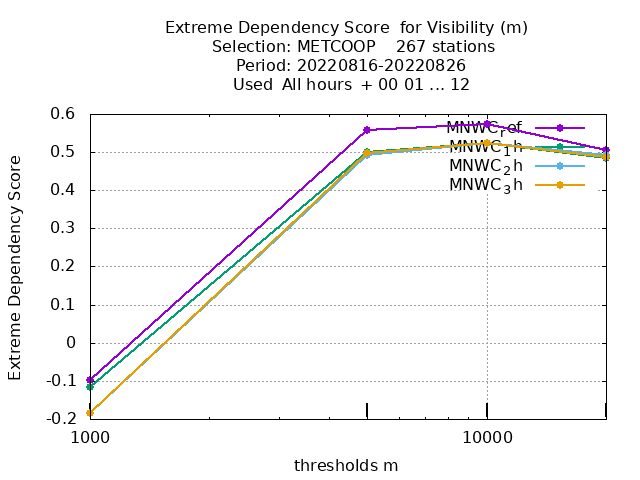 Extreme Dependency Score  for Visibility (m)
Selection: METCOOP    267 stations
Period: 20220816-20220826
Used  All hours  + 00 01 ... 12
Extreme Dependency Score
0.6
0.5
0.4
0.3
0.2
0.1
0
-0.1
-0.2
MNWCref
MNWC1h
MNWC2h
MNWC3h
1000
10000
thresholds m